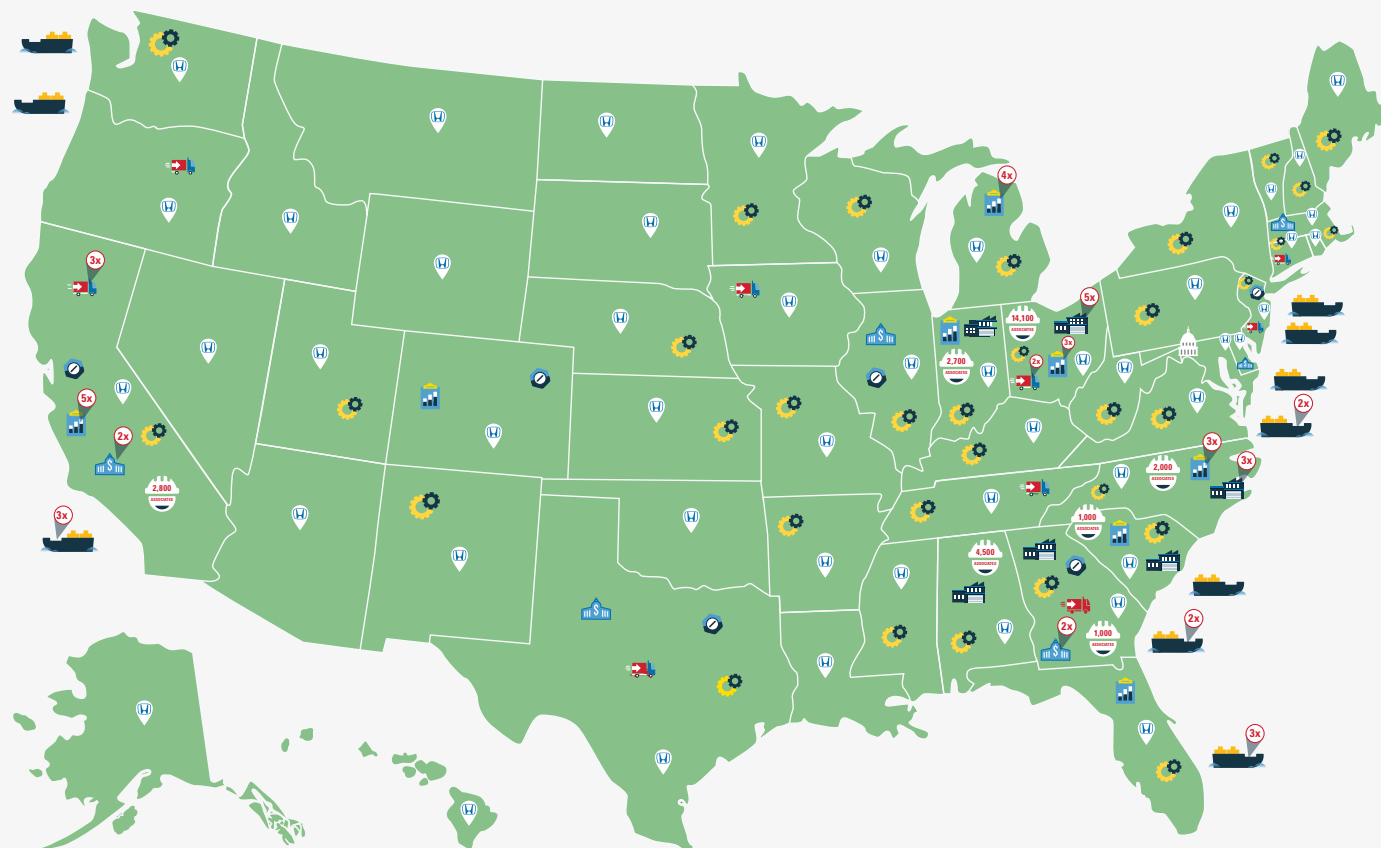 4x
3x
5x
14,100
ASSOCIATES
3x
2x
2,700
ASSOCIATES
$
$
5x
2x
$
2x
3x
3x
2,000
ASSOCIATES
2,800
ASSOCIATES
3x
1,000
ASSOCIATES
4,500
ASSOCIATES
$
2x
2x
$
1,000
ASSOCIATES
3x